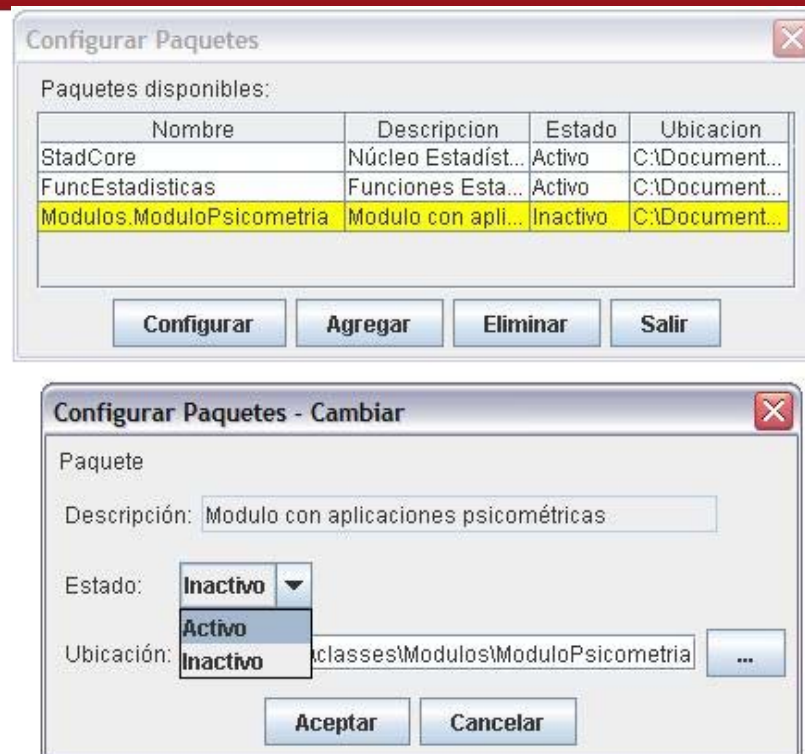 Configurar Paquetes
Paquetes disponibles:
Nombre Descripcion Estado Ubicacion
StadCore Núcleo Estadíst... Activo C:\Document...
FuncEstadisticas Funciones Esta... Activo C:\Document...
Modulos.ModuloPsicometria Modulo con apli... Inactivo C:\Document...
Configurar Agregar Eliminar Salir
Configurar Paquetes - Cambiar
Paquete
Descripción: Modulo con aplicaciones psicométricas
Estado: Inactivo
Activo
Inactivo
Ubicación: \classes\Modulos\ModuloPsicometria ...
Aceptar Cancelar